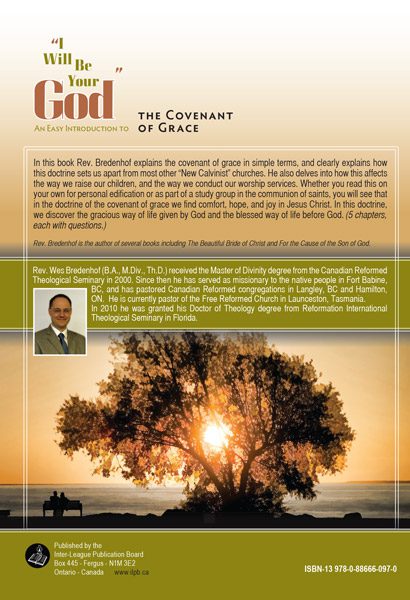 "I
Will Be
Your"
God
AN EASY INTRODUCTION TO
THE COVENANT
OF GRACE
In this book Rev. Bredenhof explains the covenant of grace in simple terms, and clearly explains how
this doctrine sets us apart from most other “New Calvinist” churches. He also delves into how this affects
the way we raise our children, and the way we conduct our worship services. Whether you read this on
your own for personal edification or as part of a study group in the communion of saints, you will see that
in the doctrine of the covenant of grace we find comfort, hope, and joy in Jesus Christ. In this doctrine,
we discover the gracious way of life given by God and the blessed way of life before God. (5 chapters,
each with questions.)
Rev. Bredenhof is the author of several books including The Beautiful Bride of Christ and For the Cause of the Son of God.
Rev. Wes Bredenhof (B.A., M.Div., Th.D.) received the Master of Divinity degree from the Canadian Reformed
Theological Seminary in 2000. Since then he has served as missionary to the native people in Fort Babine,
BC, and has pastored Canadian Reformed congregations in Langley, BC and Hamilton,
ON. He is currently pastor of the Free Reformed Church in Launceston, Tasmania.
In 2010 he was granted his Doctor of Theology degree from Reformation International
Theological Seminary in Florida.
Published by the
Inter-League Publication Board
Box 445 - Fergus - N1M 3E2
Ontario - Canada www.ilpb.ca
ISBN-13 978-0-88666-097-0